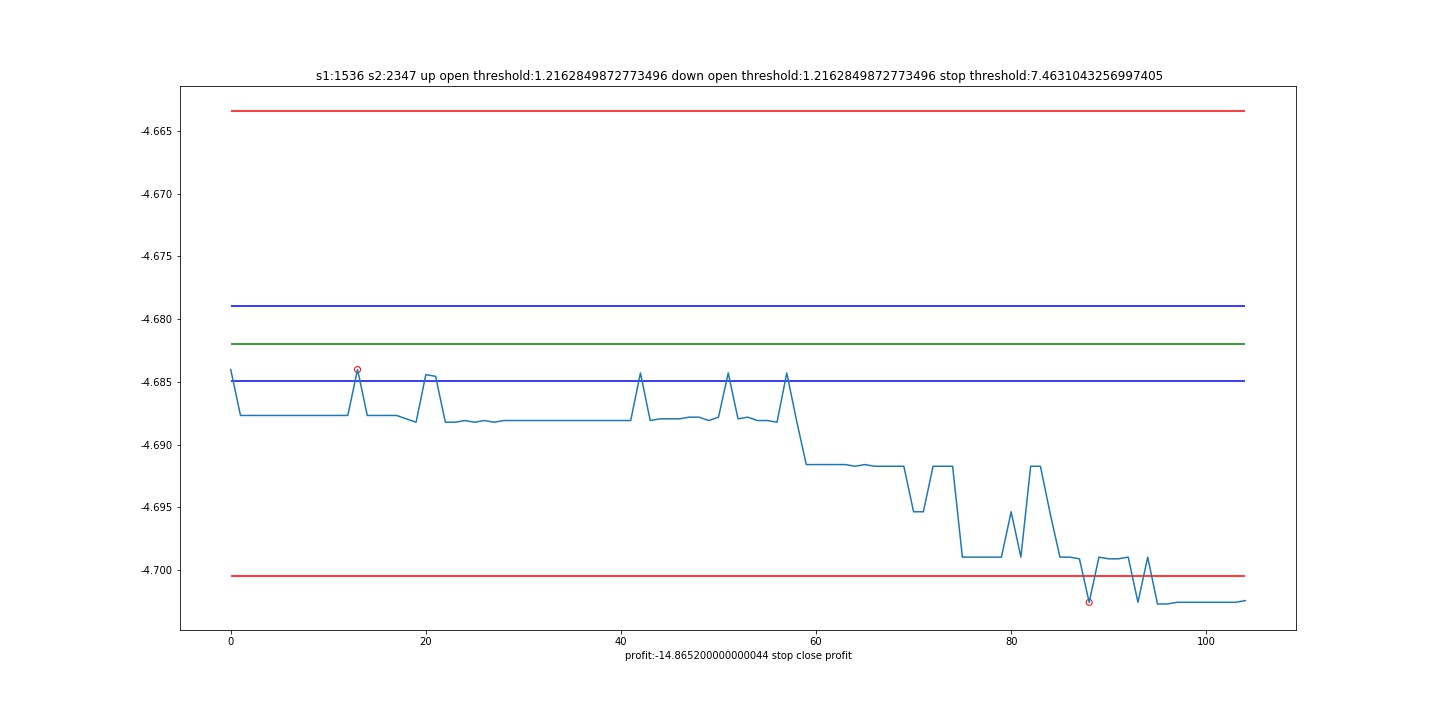 s1:1536 s2:2347 up open threshold:1.2162849872773496 down open threshold:1.2162849872773496 stop threshold:7.4631043256997405
-4.665
-4.670
-4.675
-4.680
-4.685
-4.690
-4.695
-4.700
0 20 40 60 80 100
profit:-14.865200000000044 stop close profit